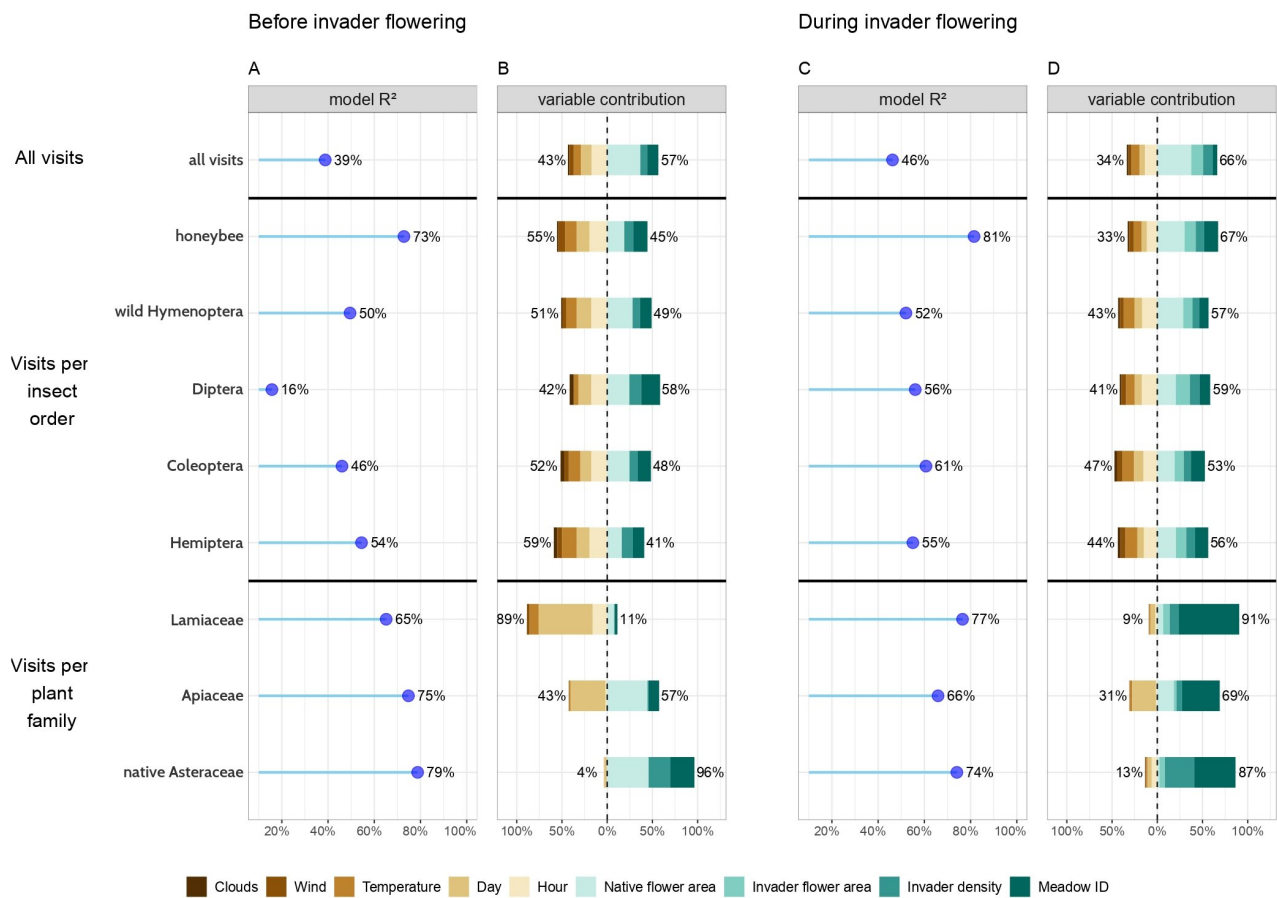 Before invader flowering
During invader flowering
A
B
C
D
model R²
variable contribution
model R²
variable contribution
All visits
all visits
39%
43%
57%
46%
34%
66%
honeybee
73%
55%
45%
81%
33%
67%
wild Hymenoptera
50%
51%
49%
52%
43%
57%
Visits per
insect
order
Diptera
16%
42%
58%
56%
41%
59%
Coleoptera
46%
52%
48%
61%
47%
53%
Hemiptera
54%
59%
41%
55%
44%
56%
Lamiaceae
65%
89%
11%
77%
9%
91%
Visits per
plant
family
Apiaceae
75%
43%
57%
66%
31%
69%
native Asteraceae
79%
4%
96%
74%
13%
87%
20% 40% 60% 80% 100%
100% 50% 0% 50% 100%
20% 40% 60% 80% 100%
100% 50% 0% 50% 100%
Clouds Wind Temperature Day Hour Native flower area Invader flower area Invader density Meadow ID